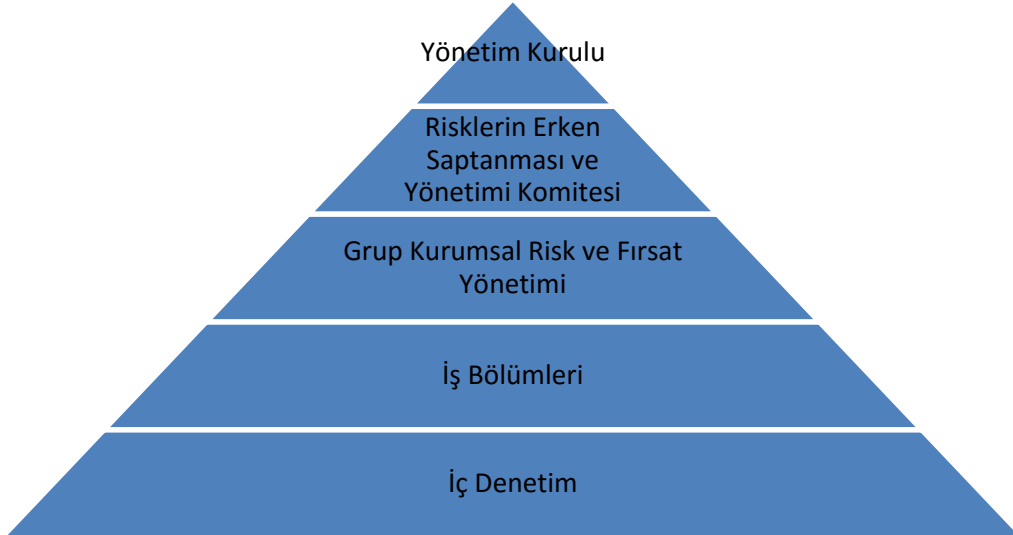 Yönetim Kurulu
Risklerin Erken
Saptanması ve
Yönetimi Komitesi
Grup Kurumsal Risk ve Fırsat
Yönetimi
İş Bölümleri
İç Denetim